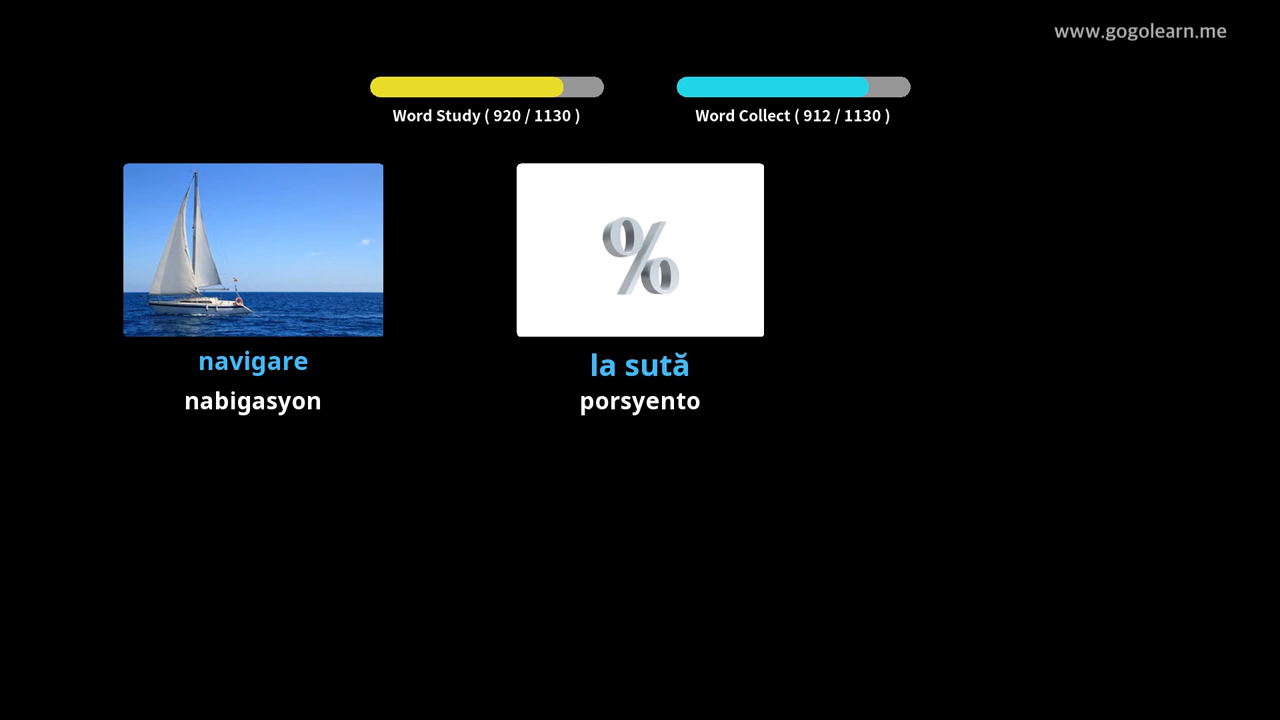 www.gogolearn.me
Word Study ( 920 / 1130 )
Word Collect ( 912 / 1130 )
%
navigare
nabigasyon
la sută
porsyento